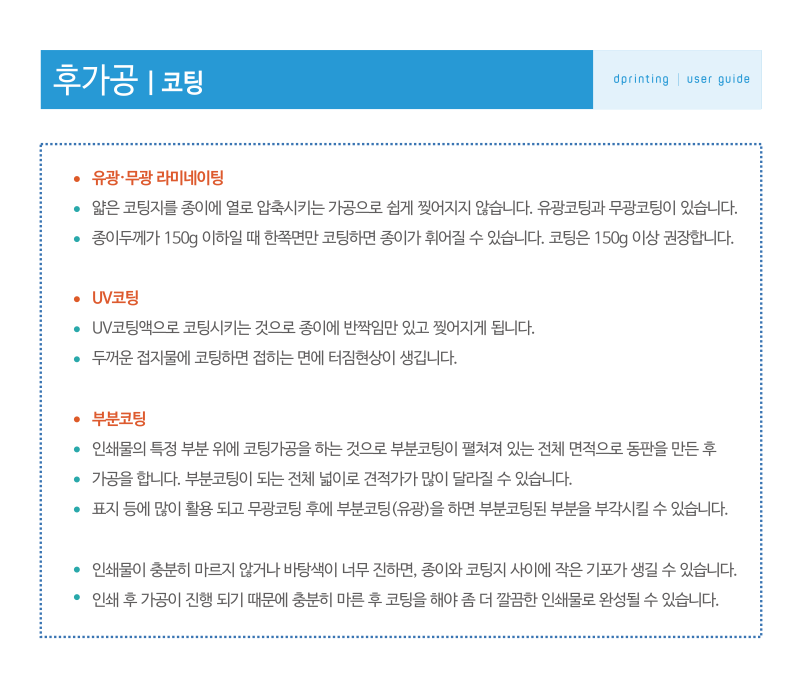 후가공 | 코팅
dprinting | user guide
• 유광·무광 라미네이팅
• 얇은 코팅지를 종이에 열로 압축시키는 가공으로 쉽게 찢어지지 않습니다. 유광코팅과 무광코팅이 있습니다.
• 종이두께가 150g 이하일 때 한쪽면만 코팅하면 종이가 휘어질 수 있습니다. 코팅은 150g 이상 권장합니다.
• UV코팅
• UV코팅액으로 코팅시키는 것으로 종이에 반짝임만 있고 찢어지게 됩니다.
• 두꺼운 접지물에 코팅하면 접히는 면에 터짐현상이 생깁니다.
• 부분코팅
• 인쇄물의 특정 부분 위에 코팅가공을 하는 것으로 부분코팅이 펼쳐져 있는 전체 면적으로 동판을 만든 후
• 가공을 합니다. 부분코팅이 되는 전체 넓이로 견적가가 많이 달라질 수 있습니다.
• 표지 등에 많이 활용 되고 무광코팅 후에 부분코팅(유광)을 하면 부분코팅된 부분을 부각시킬 수 있습니다.
• 인쇄물이 충분히 마르지 않거나 바탕색이 너무 진하면, 종이와 코팅지 사이에 작은 기포가 생길 수 있습니다.
• 인쇄 후 가공이 진행 되기 때문에 충분히 마른 후 코팅을 해야 좀 더 깔끔한 인쇄물로 완성될 수 있습니다.